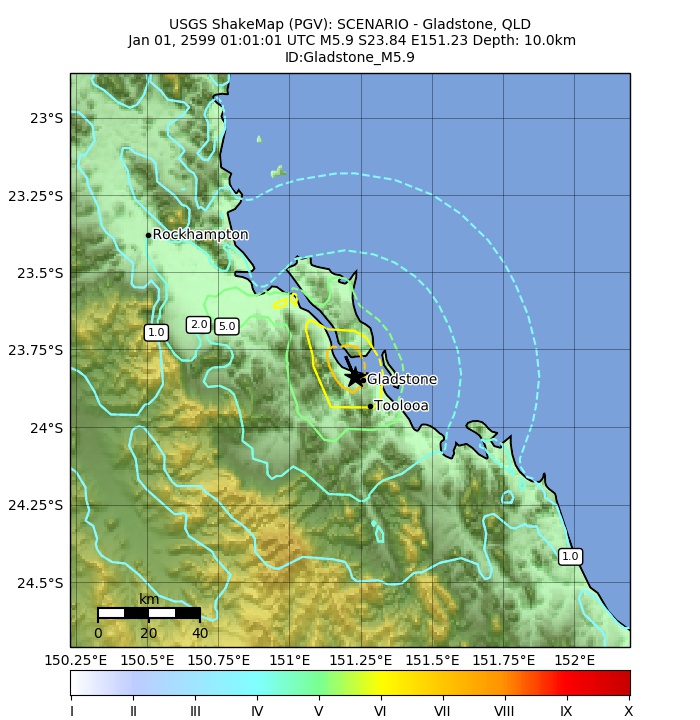 USGS ShakeMap (PGV): SCENARIO - Gladstone, QLD
Jan 01, 2599 01:01:01 UTC M5.9 S23.84 E151.23 Depth: 10.0km
ID:Gladstone_M5.9
23°S
23.25°S
Rockhampton
23.5°S
1.0 2.0 5.0
23.75°S
Gladstone
Toolooa
24°S
24.25°S
1.0
24.5°S
km
0 20 40
150.25°E 150.5°E 150.75°E 151°E 151.25°E 151.5°E 151.75°E 152°E
I II III IV V VI VII VIII IX X